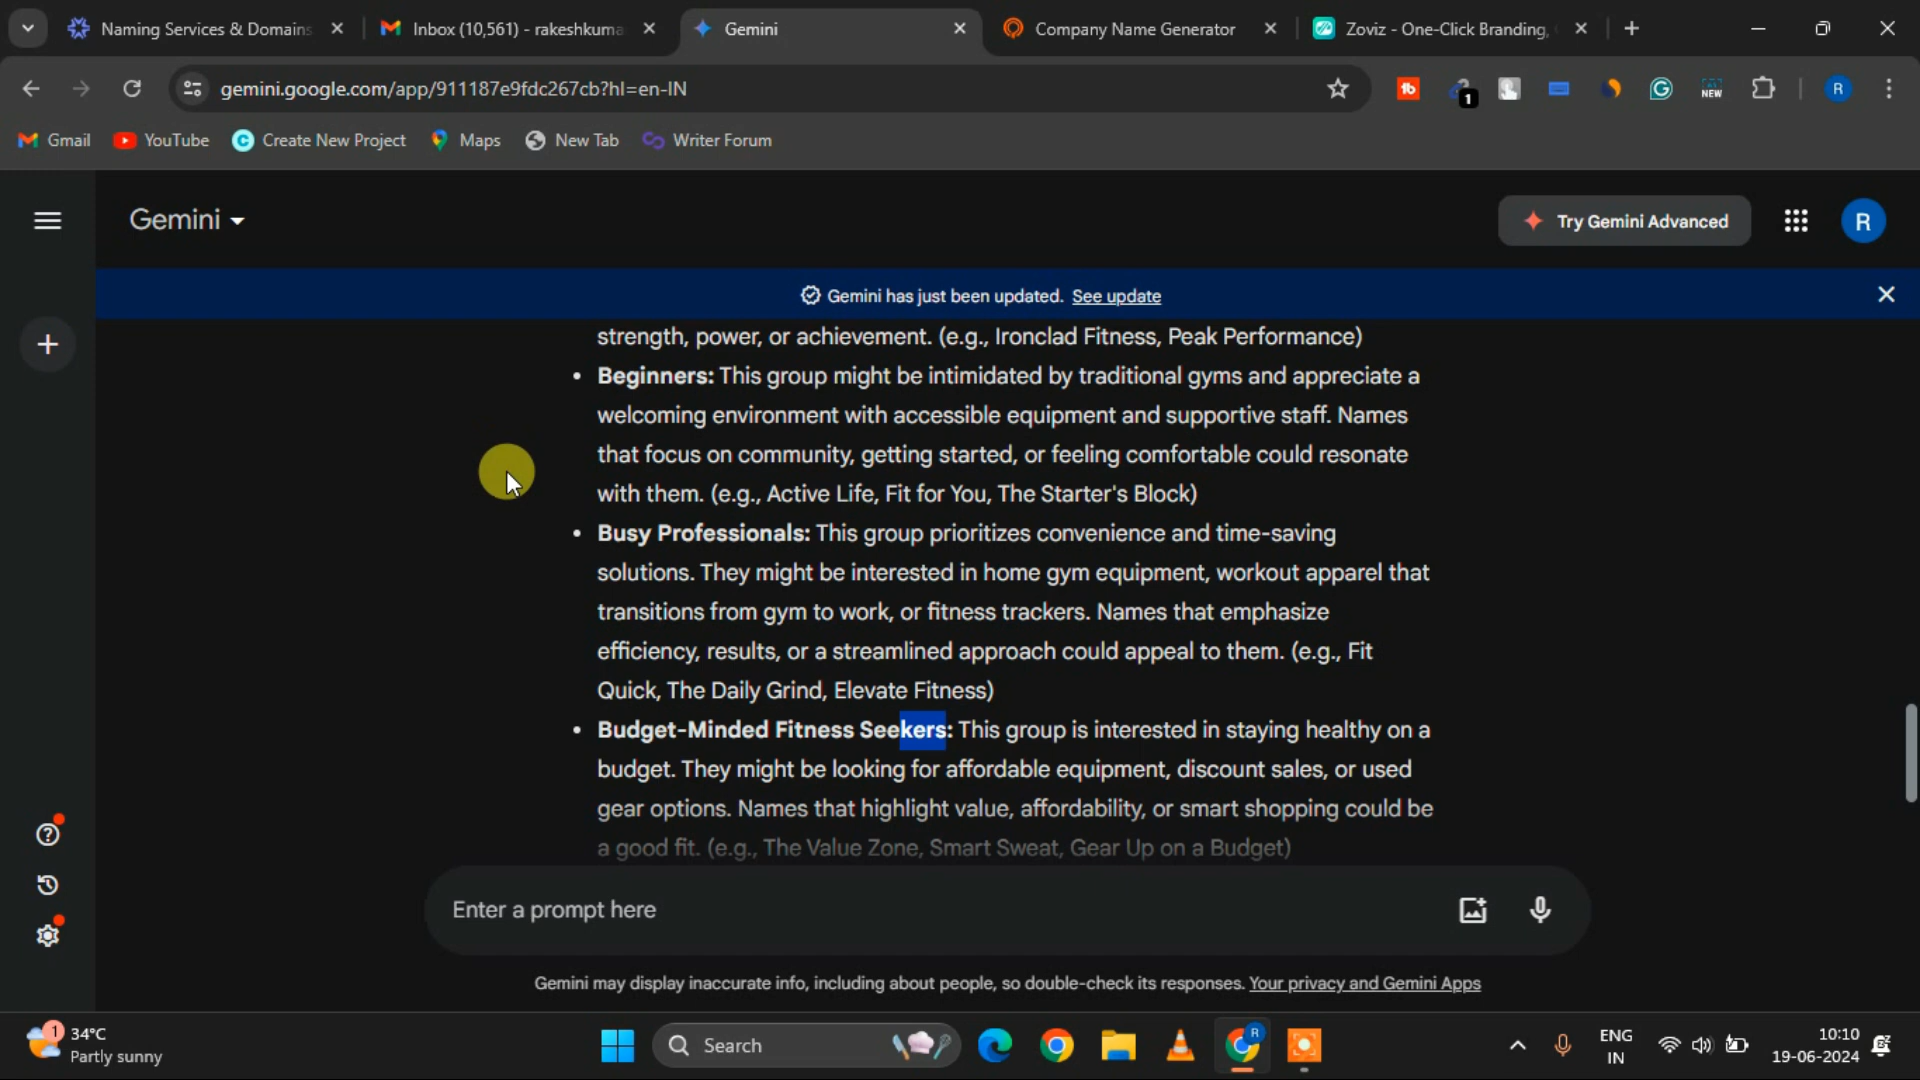 Naming Services & Domains
Inbox (10,561) - rakeshkuma
Gemini
Company Name Generator
Zoviz - One-Click Branding,
gemini.google.com/app/911187e9fdc267cb?hl=en-IN
1
NEW
R
Gmail
YouTube
Create New Project
Maps
New Tab
Writer Forum
Gemini
Try Gemini Advanced
R
Gemini has just been updated. See update
strength, power, or achievement. (e.g., Ironclad Fitness, Peak Performance)
• Beginners: This group might be intimidated by traditional gyms and appreciate a
welcoming environment with accessible equipment and supportive staff. Names
that focus on community, getting started, or feeling comfortable could resonate
with them. (e.g., Active Life, Fit for You, The Starter's Block)
• Busy Professionals: This group prioritizes convenience and time-saving
solutions. They might be interested in home gym equipment, workout apparel that
transitions from gym to work, or fitness trackers. Names that emphasize
efficiency, results, or a streamlined approach could appeal to them. (e.g., Fit
Quick, The Daily Grind, Elevate Fitness)
• Budget-Minded Fitness Seekers: This group is interested in staying healthy on a
budget. They might be looking for affordable equipment, discount sales, or used
gear options. Names that highlight value, affordability, or smart shopping could be
a good fit. (e.g., The Value Zone, Smart Sweat, Gear Up on a Budget)
Enter a prompt here
Gemini may display inaccurate info, including about people, so double-check its responses. Your privacy and Gemini Apps
1
34°C
Partly sunny
Search
R
ENG
IN
10:10
19-06-2024